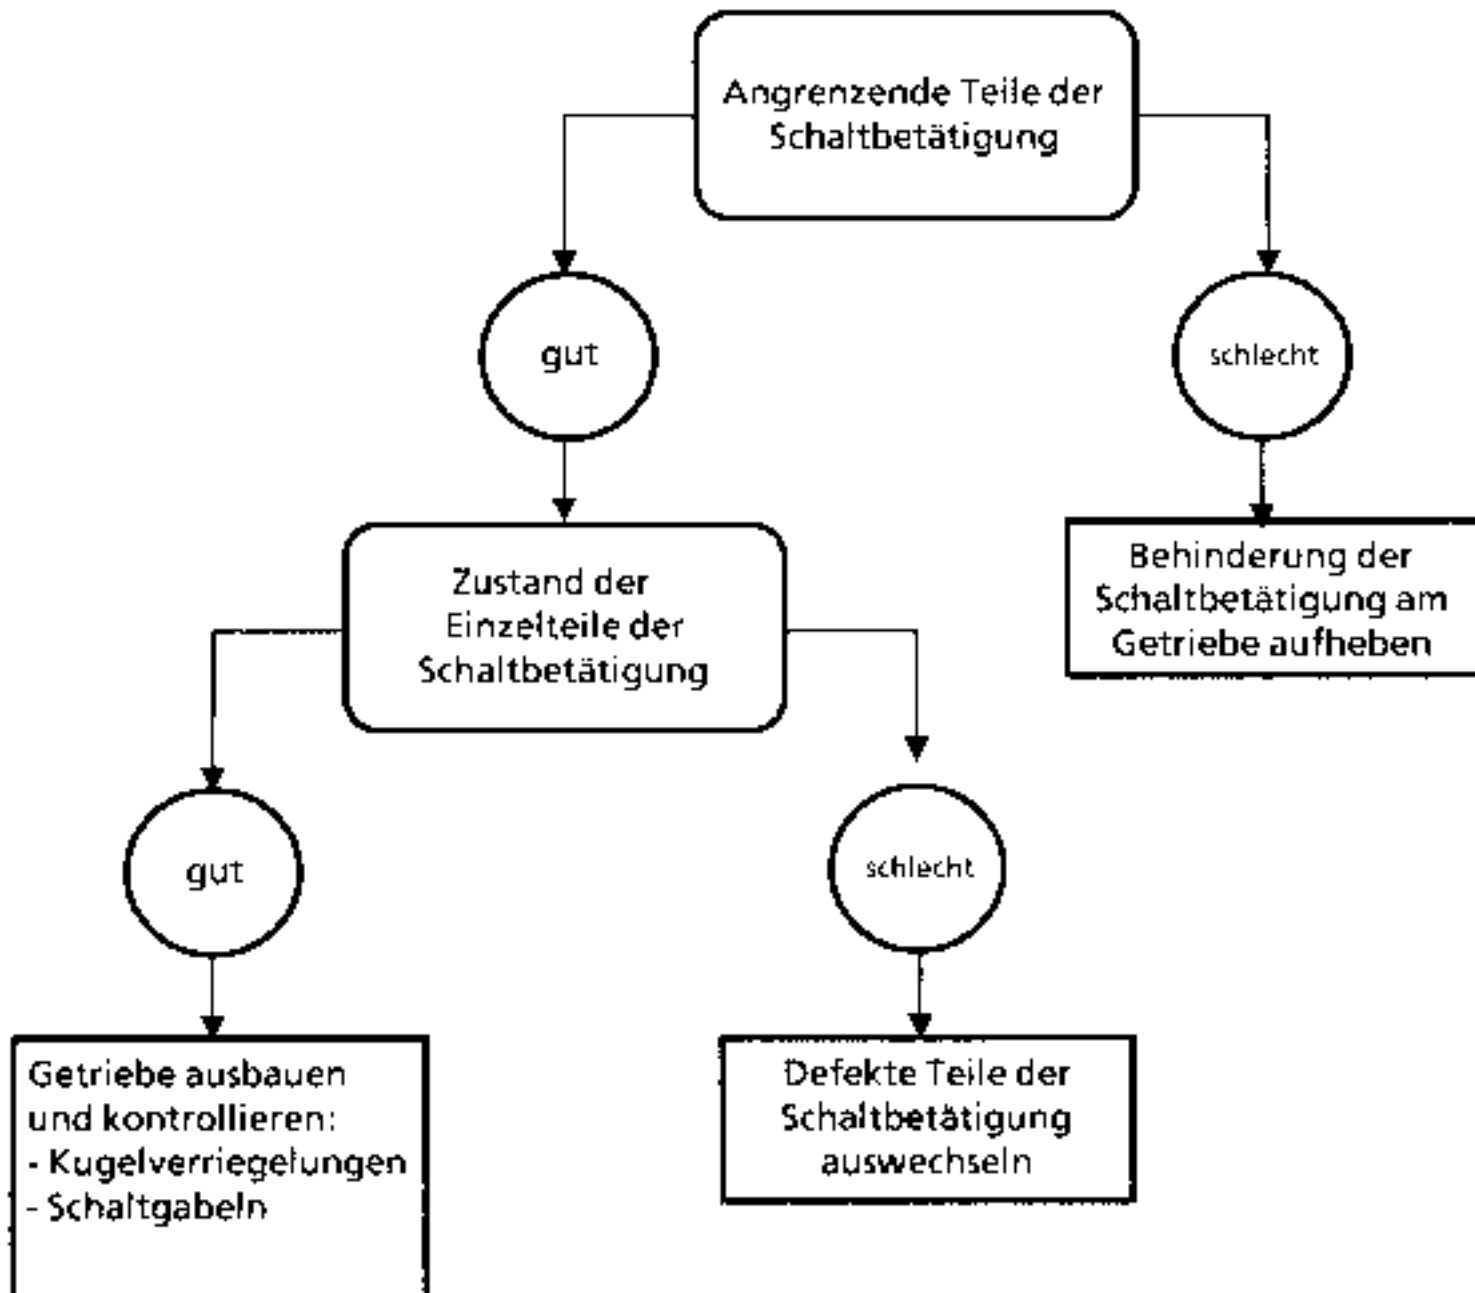 Angrenzende Teile der
Schaltbetätigung
gut
schlecht
Zustand der
Einzelteile der
Schaltbetätigung
Behinderung der
Schaltbetätigung am
Getriebe aufheben
gut
schlecht
Getriebe ausbauen
und kontrollieren:
- Kugelverriegelungen
- Schaltgabeln
Defekte Teile der
Schaltbetätigung
auswechseln